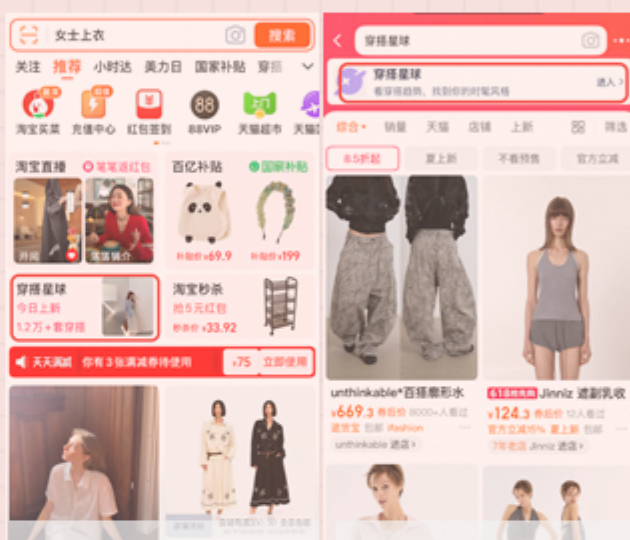 女士上衣
搜索
关注 推荐 小时达 美力日 国家补贴 穿搭
淘宝买菜 充值中心 红包签到 88VIP 天猫超市
88
上门
淘宝直播 笔笔返红包
百亿补贴 国家补贴
补贴价¥69.9 补贴价¥199
穿搭星球
今日上新
1.2万+套穿搭
淘宝秒杀
抢5元红包
秒杀价 ¥33.92
天天满减 你有3张满减券待使用 ¥75 立即使用
穿搭星球
穿搭星球
看穿搭趋势、找到你的时髦风格
进入 >
综合 销量 天猫 店铺 上新 筛选
8.5折起 夏上新 不看预售 官方立减
unthinkable*百搭廓形水
¥669.3 券后价 8000+人看过
退货宝 包邮 ifashion
unthinkable 进店 >
Jinniz 遮副乳收
¥124.3 券后价 12人看过
官方立减15% 夏上新 包邮
7年老店 Jinniz 进店 >